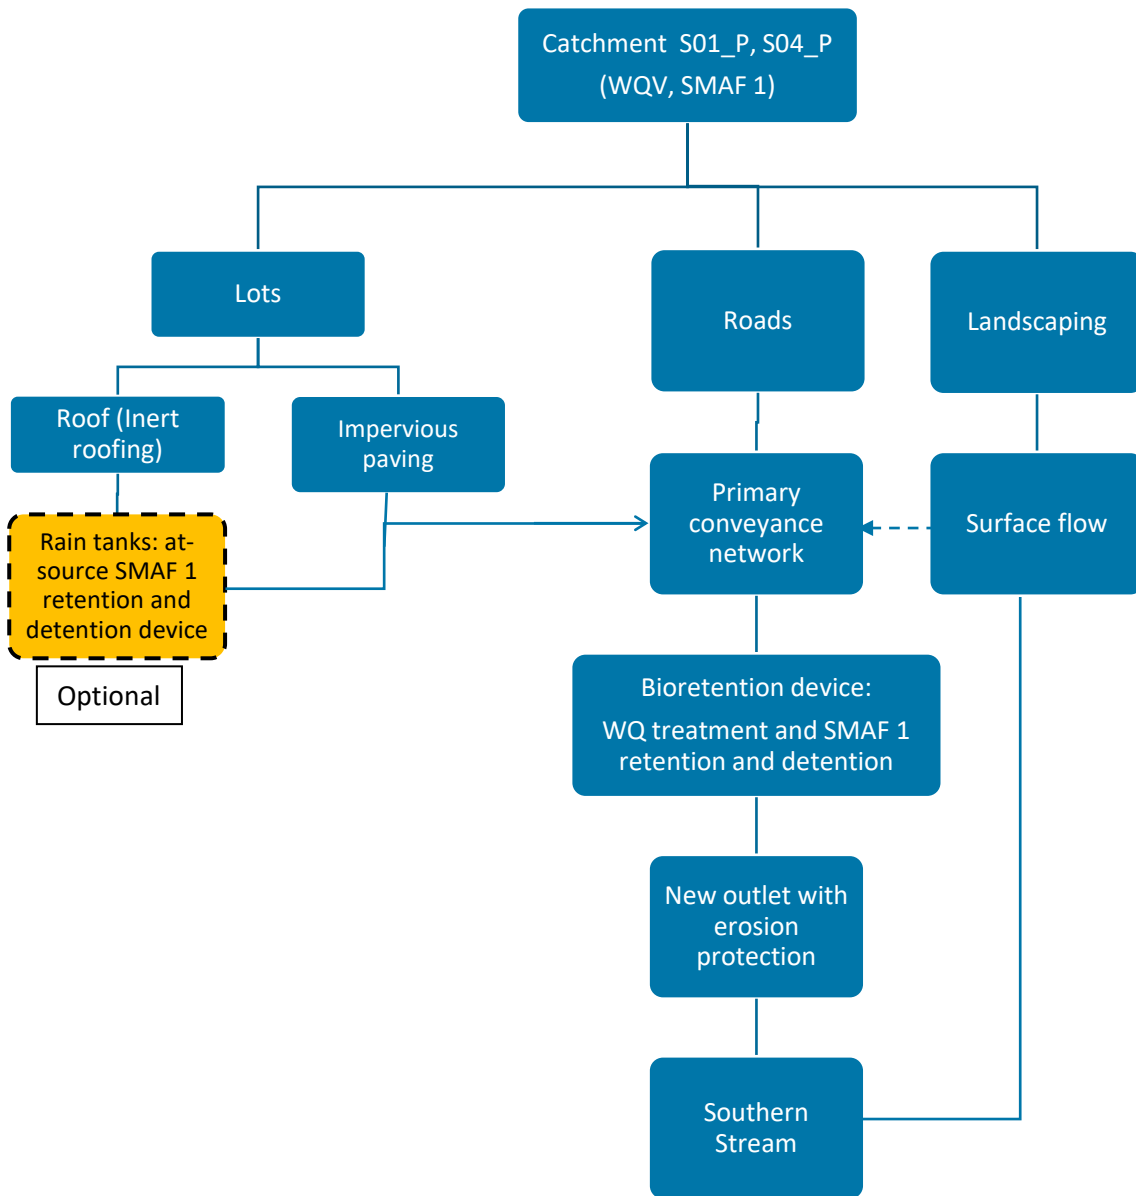 Catchment  S01_P, S04_P
(WQV, SMAF 1)
Lots
Roads
Landscaping
Roof (Inert
roofing)
Impervious
paving
Rain tanks: at-
source SMAF 1
retention and
detention device
Optional
Primary
conveyance
network
Surface flow
Bioretention device:
WQ treatment and SMAF 1
retention and detention
New outlet with
erosion
protection
Southern
Stream